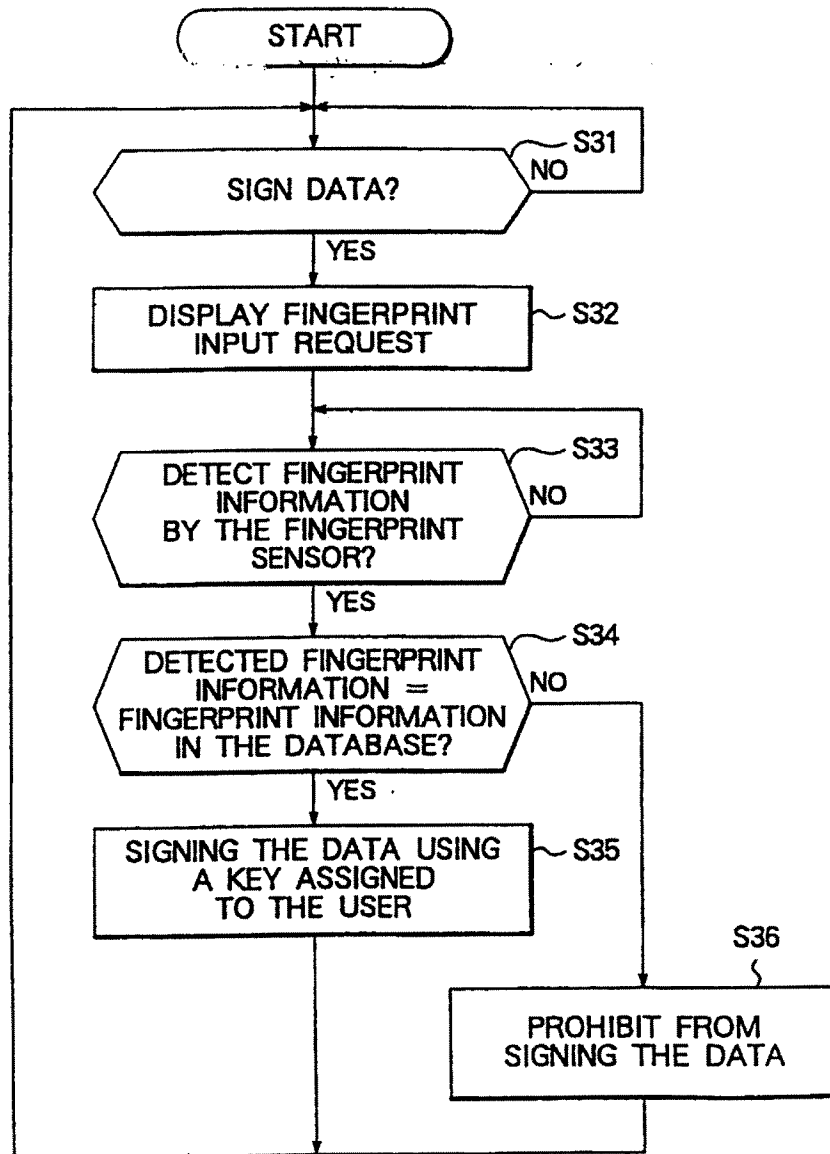 START
S31
SIGN DATA?
NO
YES
DISPLAY FINGERPRINT
INPUT REQUEST
S32
S33
DETECT FINGERPRINT
INFORMATION
BY THE FINGERPRINT
SENSOR?
NO
YES
S34
DETECTED FINGERPRINT
INFORMATION =
FINGERPRINT INFORMATION
IN THE DATABASE?
NO
YES
SIGNING THE DATA USING
A KEY ASSIGNED
TO THE USER
S35
S36
PROHIBIT FROM
SIGNING THE DATA